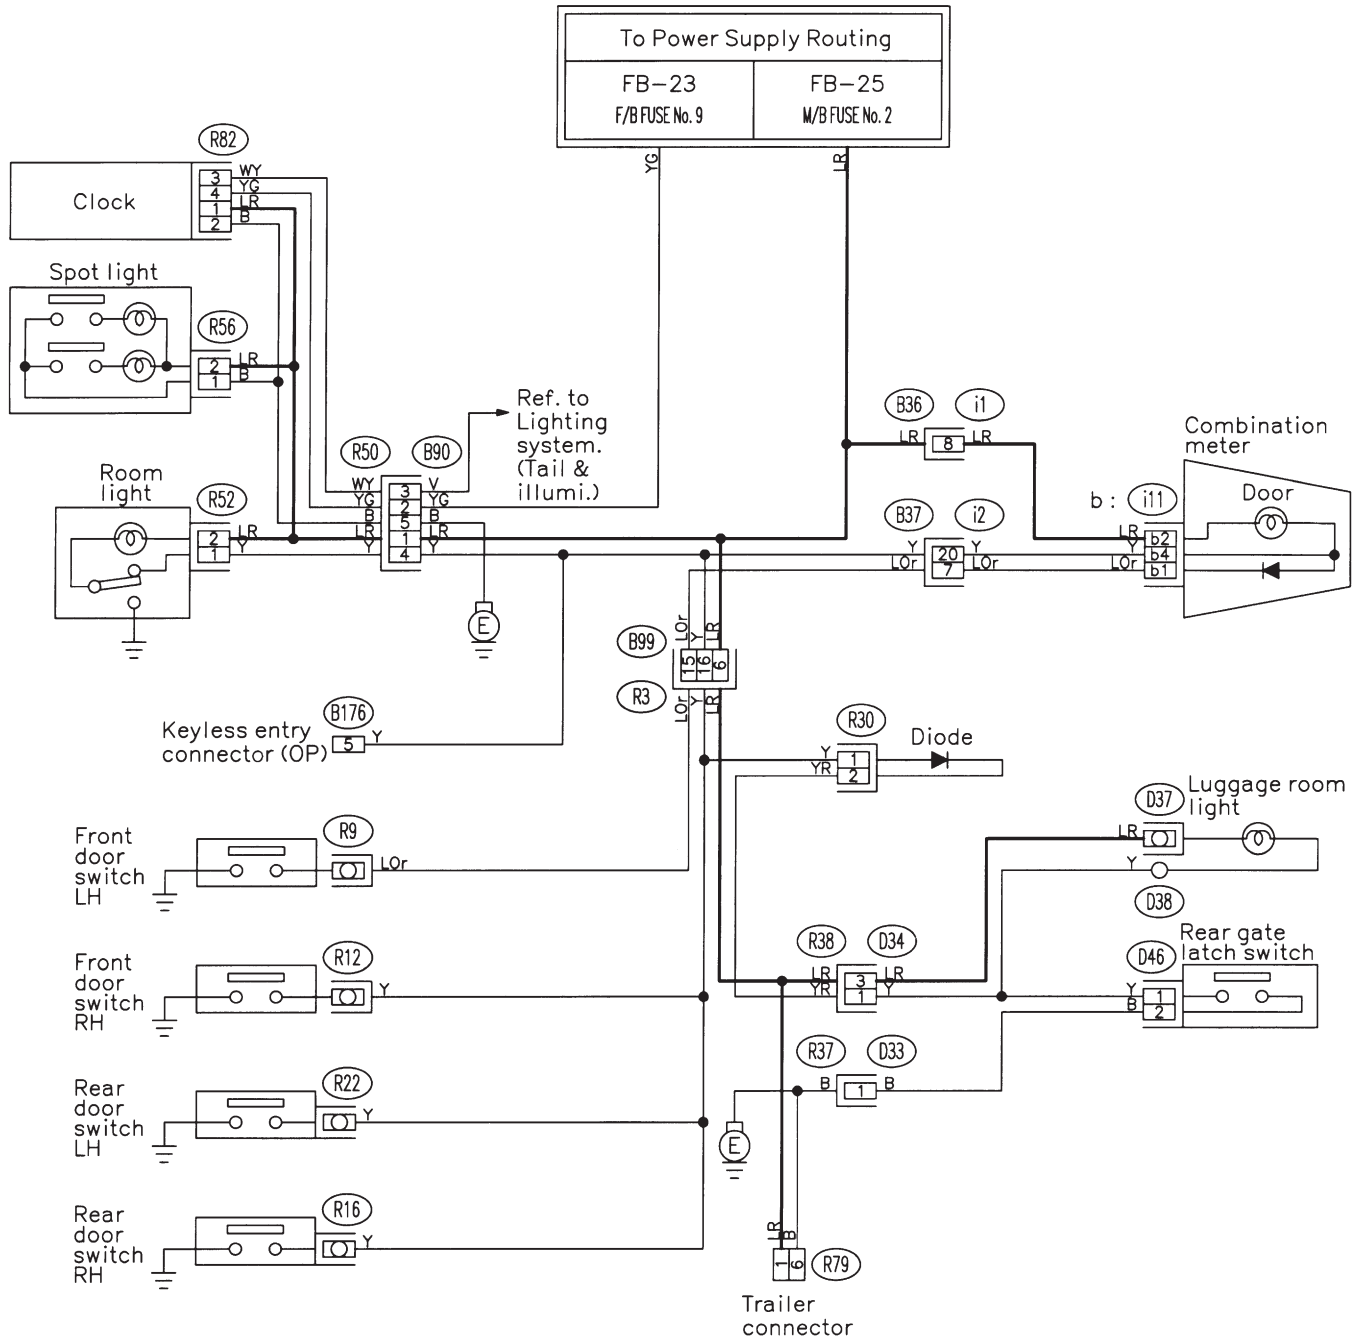 To Power Supply Routing
FB-23
F/B FUSE No. 9
FB-25
M/B FUSE No. 2
YG
LR
R82
Clock
3
4
1
2
WY
YG
LR
B
Spot light
R56
2
1
LR
B
Ref. to
Lighting
system.
(Tail &
illumi.)
Room
light
R52
2
1
LR
Y
R50
B90
WY
YG
B
LR
Y
3
2
5
1
4
V
YG
B
LR
Y
E
B36
i1
LR
8
LR
B37
i2
Y
LOr
20
7
Y
LOr
Combination
meter
b :
i11
LR
Y
LOr
b2
b4
b1
Door
B99
LOr
Y
LR
15
16
6
R3
LOr
Y
LR
Keyless entry
connector (OP)
B176
5
Y
R30
Y
YR
1
2
Diode
Luggage room
light
D37
LR
Y
D38
Front
door
switch
LH
R9
LOr
Front
door
switch
RH
R12
Y
R38
D34
LR
YR
3
1
LR
Y
Rear gate
latch switch
D46
Y
B
1
2
R37
D33
B
1
B
E
Rear
door
switch
LH
R22
Y
Rear
door
switch
RH
R16
Y
LR
B
1
6
R79
Trailer
connector